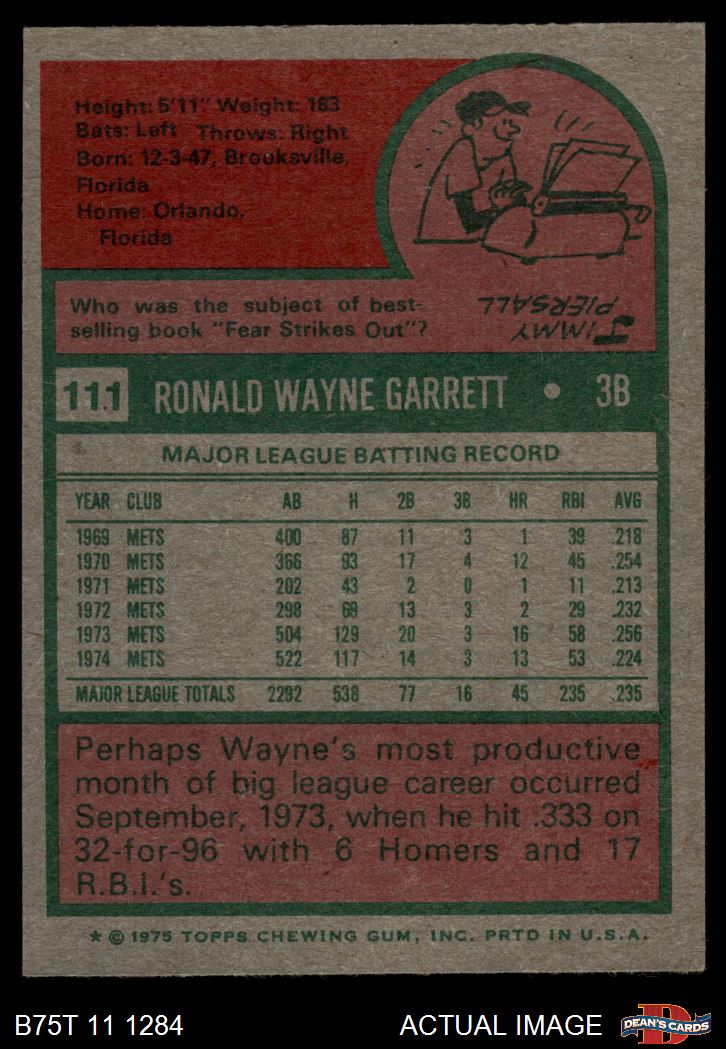 Height: 5'11" Weight: 183
Bats: Left Throws: Right
Born: 12-3-47, Brooksville,
Florida
Home: Orlando,
Florida
Who was the subject of best-
selling book "Fear Strikes Out"?
JIMMY
PIERSALL
111 RONALD WAYNE GARRETT • 3B
MAJOR LEAGUE BATTING RECORD
YEAR CLUB AB H 2B 3B HR RBI AVG
1969 METS 400 87 11 3 1 39 .218
1970 METS 366 93 17 4 12 45 .254
1971 METS 202 43 2 0 1 11 .213
1972 METS 298 69 13 3 2 29 .232
1973 METS 504 129 20 3 16 58 .256
1974 METS 522 117 14 3 13 53 .224
MAJOR LEAGUE TOTALS 2292 538 77 16 45 235 .235
Perhaps Wayne's most productive
month of big league career occurred
September, 1973, when he hit .333 on
32-for-96 with 6 Homers and 17
R.B.I.'s.
* © 1975 TOPPS CHEWING GUM, INC. PRTD IN U.S.A.
B75T 11 1284
ACTUAL IMAGE
DEAN'S CARDS